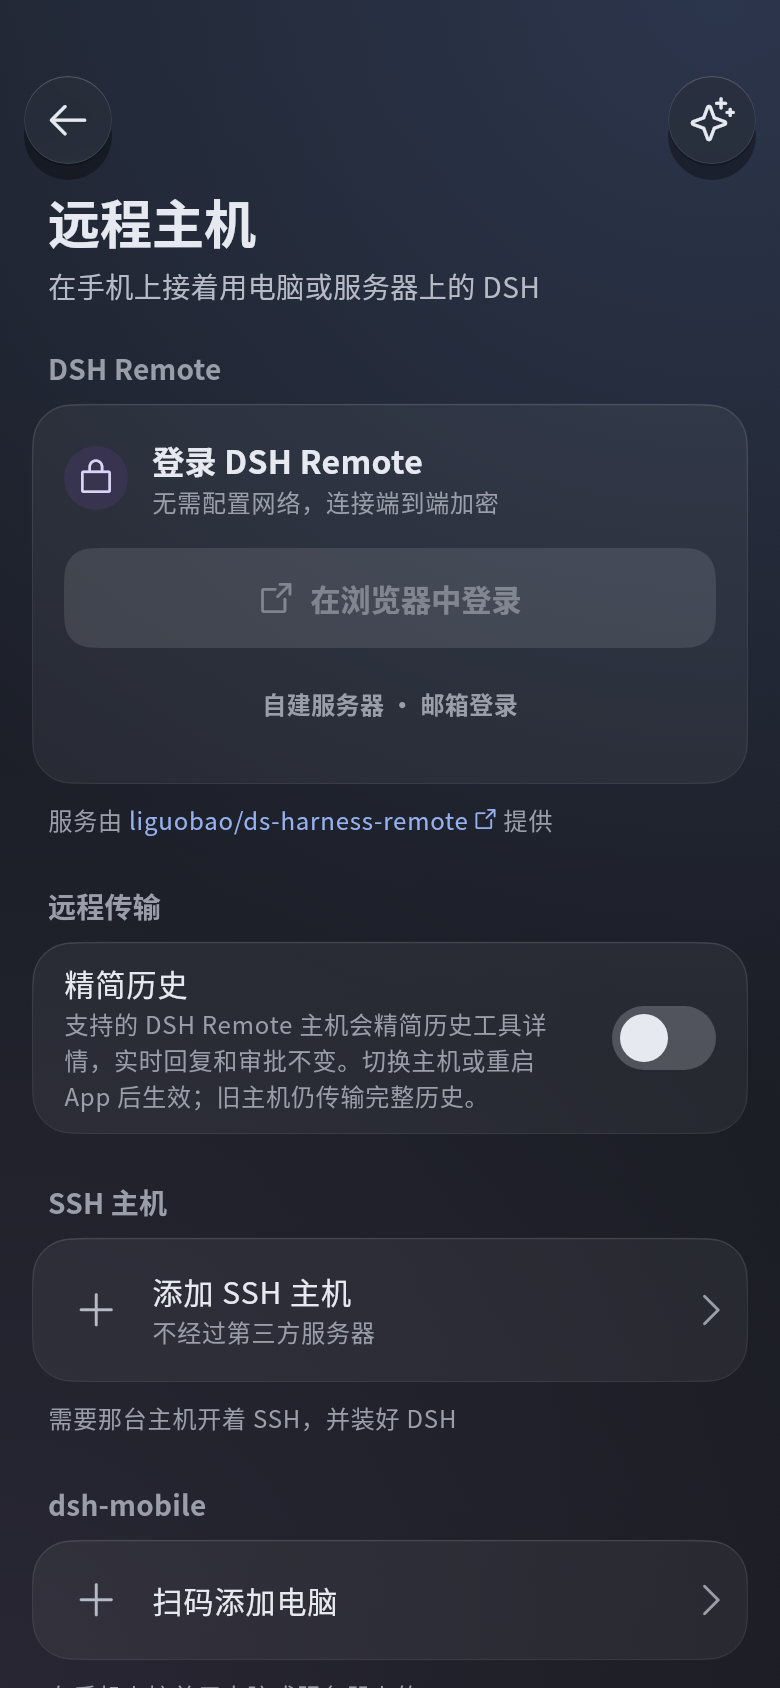 远程主机
在手机上接着用电脑或服务器上的 DSH
DSH Remote
登录 DSH Remote
无需配置网络，连接端到端加密
在浏览器中登录
自建服务器 · 邮箱登录
服务由 liguobao/ds-harness-remote 提供
远程传输
精简历史
支持的 DSH Remote 主机会精简历史工具详
情，实时回复和审批不变。切换主机或重启
App 后生效；旧主机仍传输完整历史。
SSH 主机
添加 SSH 主机
不经过第三方服务器
需要那台主机开着 SSH，并装好 DSH
dsh-mobile
扫码添加电脑